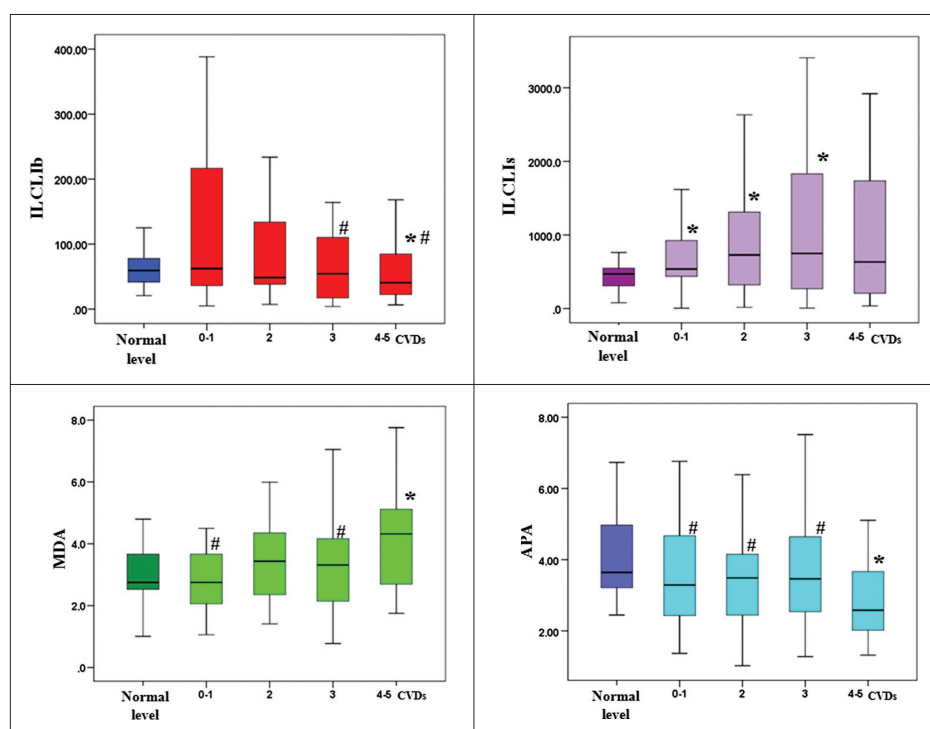 ILCLIb
400.00
300.00
200.00
100.00
.00
#
* #
Normal
level
0-1
2
3
4-5 CVDs
ILCLIs
3000.0
2000.0
1000.0
.0
*
*
*
Normal
level
0-1
2
3
4-5 CVDs
MDA
8.0
6.0
4.0
2.0
.0
#
#
*
Normal
level
0-1
2
3
4-5 CVDs
APA
8.00
6.00
4.00
2.00
#
#
#
*
Normal
level
0-1
2
3
4-5 CVDs